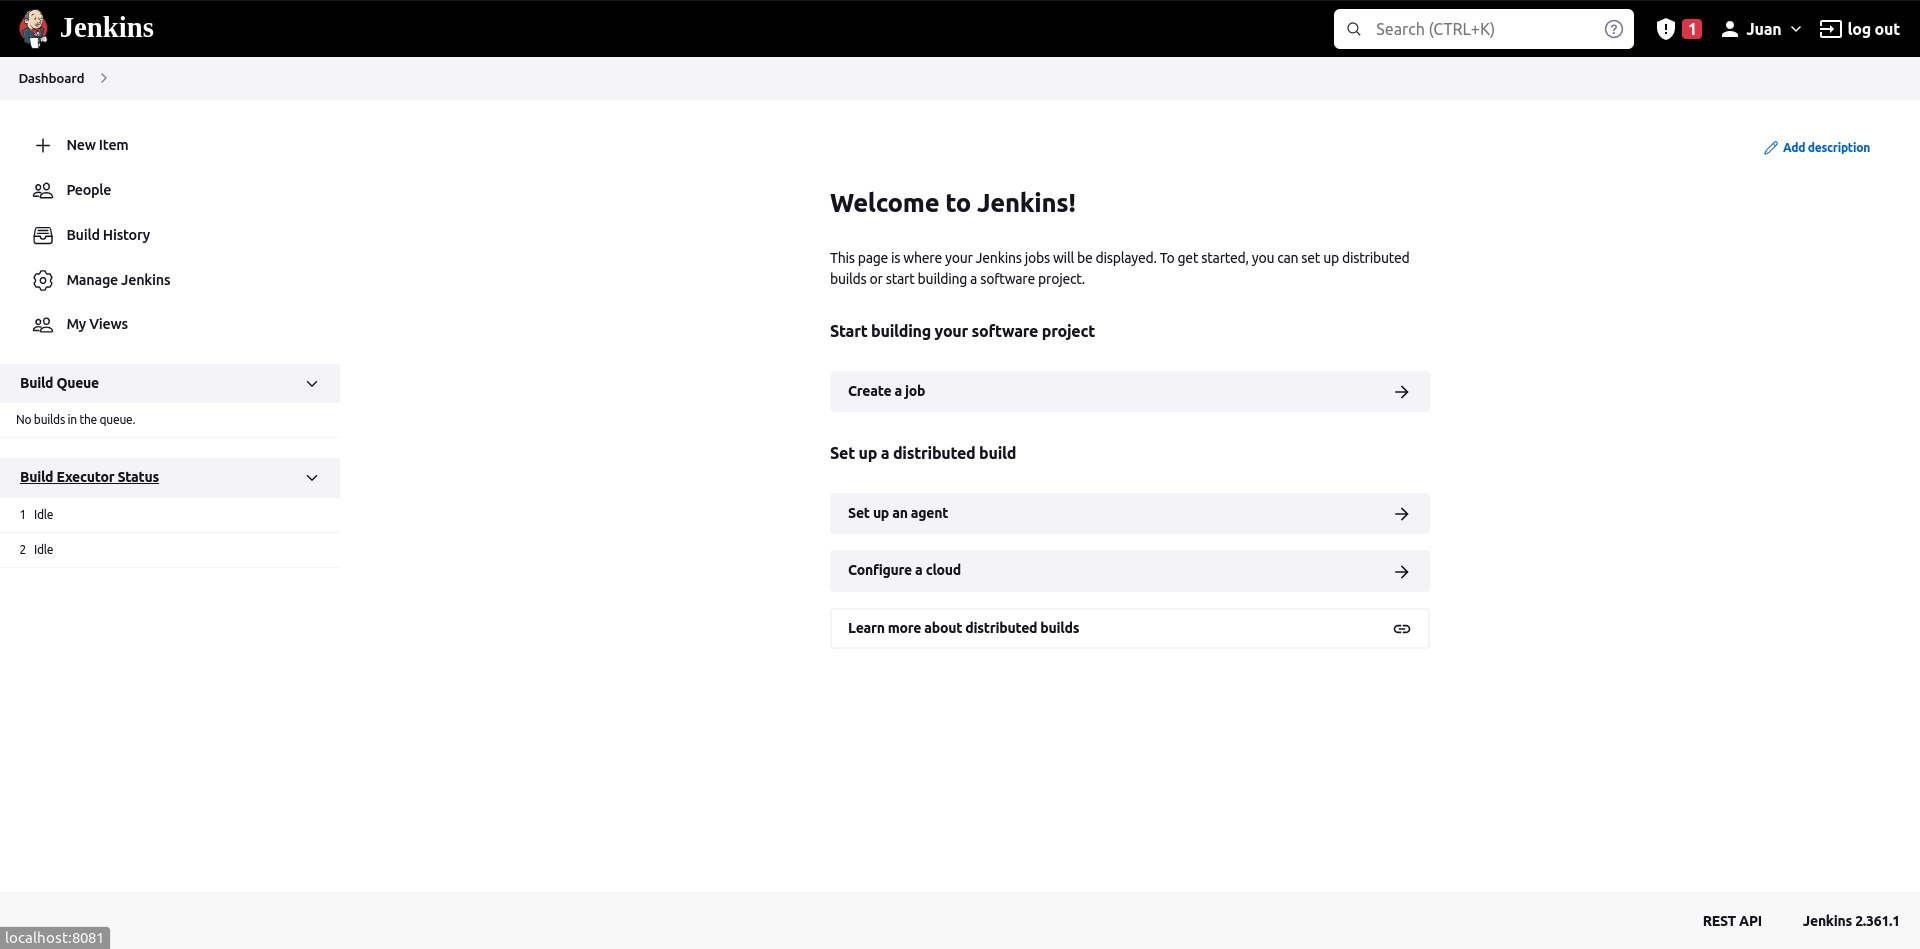 Jenkins
Search (CTRL+K)
1
Juan
log out
Dashboard
New Item
People
Build History
Manage Jenkins
My Views
Build Queue
No builds in the queue.
Build Executor Status
1 Idle
2 Idle
Add description
Welcome to Jenkins!
This page is where your Jenkins jobs will be displayed. To get started, you can set up distributed
builds or start building a software project.
Start building your software project
Create a job
Set up a distributed build
Set up an agent
Configure a cloud
Learn more about distributed builds
REST API
Jenkins 2.361.1
localhost:8081